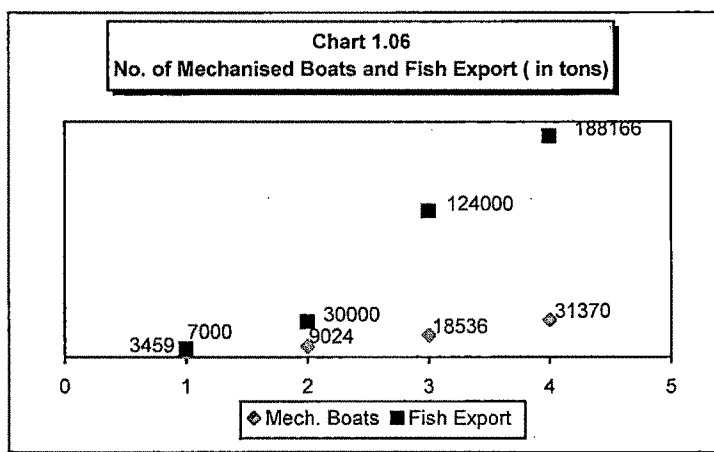 Chart 1.06
No. of Mechanised Boats and Fish Export ( in tons)
188166
124000
31370
30000
18536
9024
7000
3459
0 1 2 3 4 5
Mech. Boats Fish Export